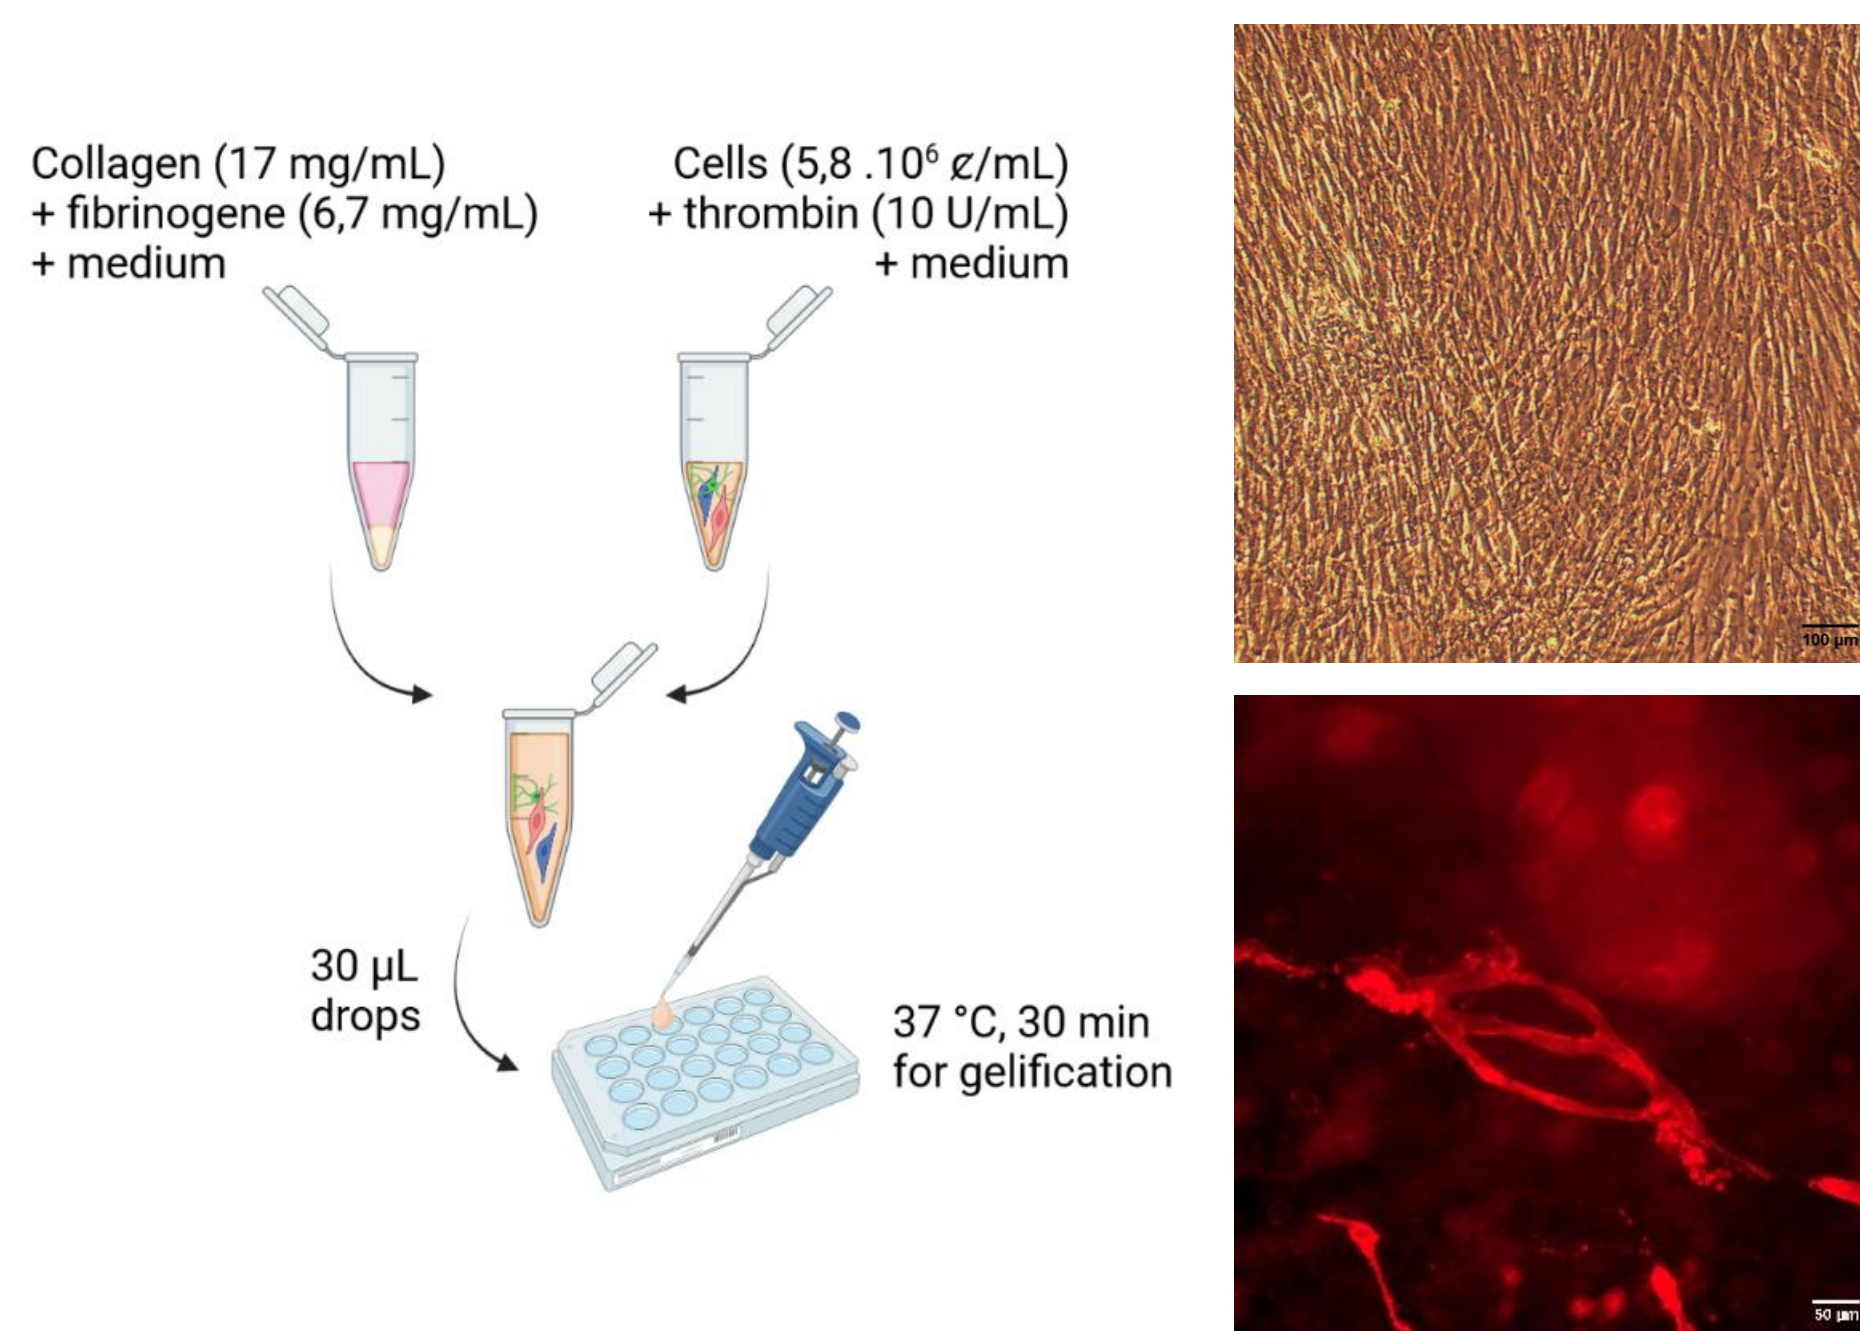 Collagen (17 mg/mL)
+ fibrinogene (6,7 mg/mL)
+ medium
Cells (5,8 .10⁶ ȼ/mL)
+ thrombin (10 U/mL)
+ medium
30 µL
drops
37 °C, 30 min
for gelification
100 µm
50 µm